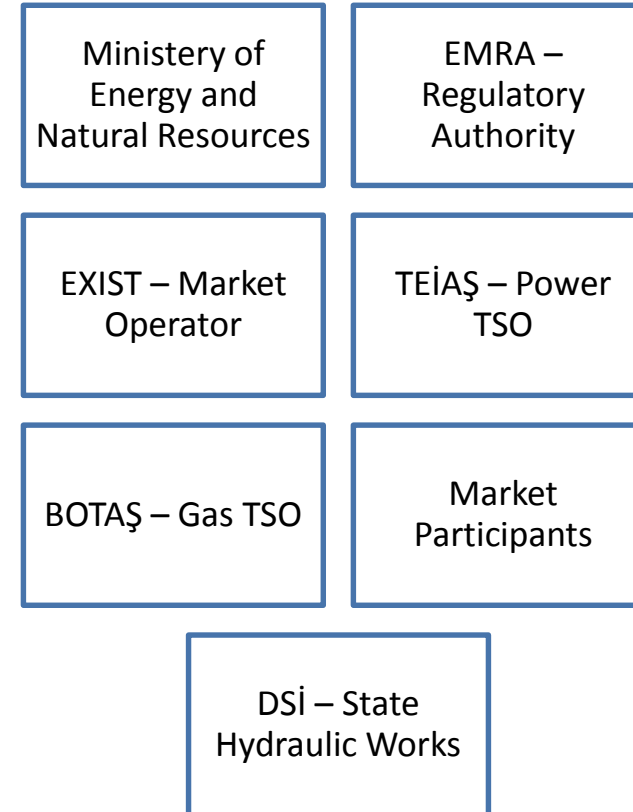 Ministery of
Energy and
Natural Resources
EMRA –
Regulatory
Authority
EXIST – Market
Operator
TEİAŞ – Power
TSO
BOTAŞ – Gas TSO
Market
Participants
DSİ – State
Hydraulic Works